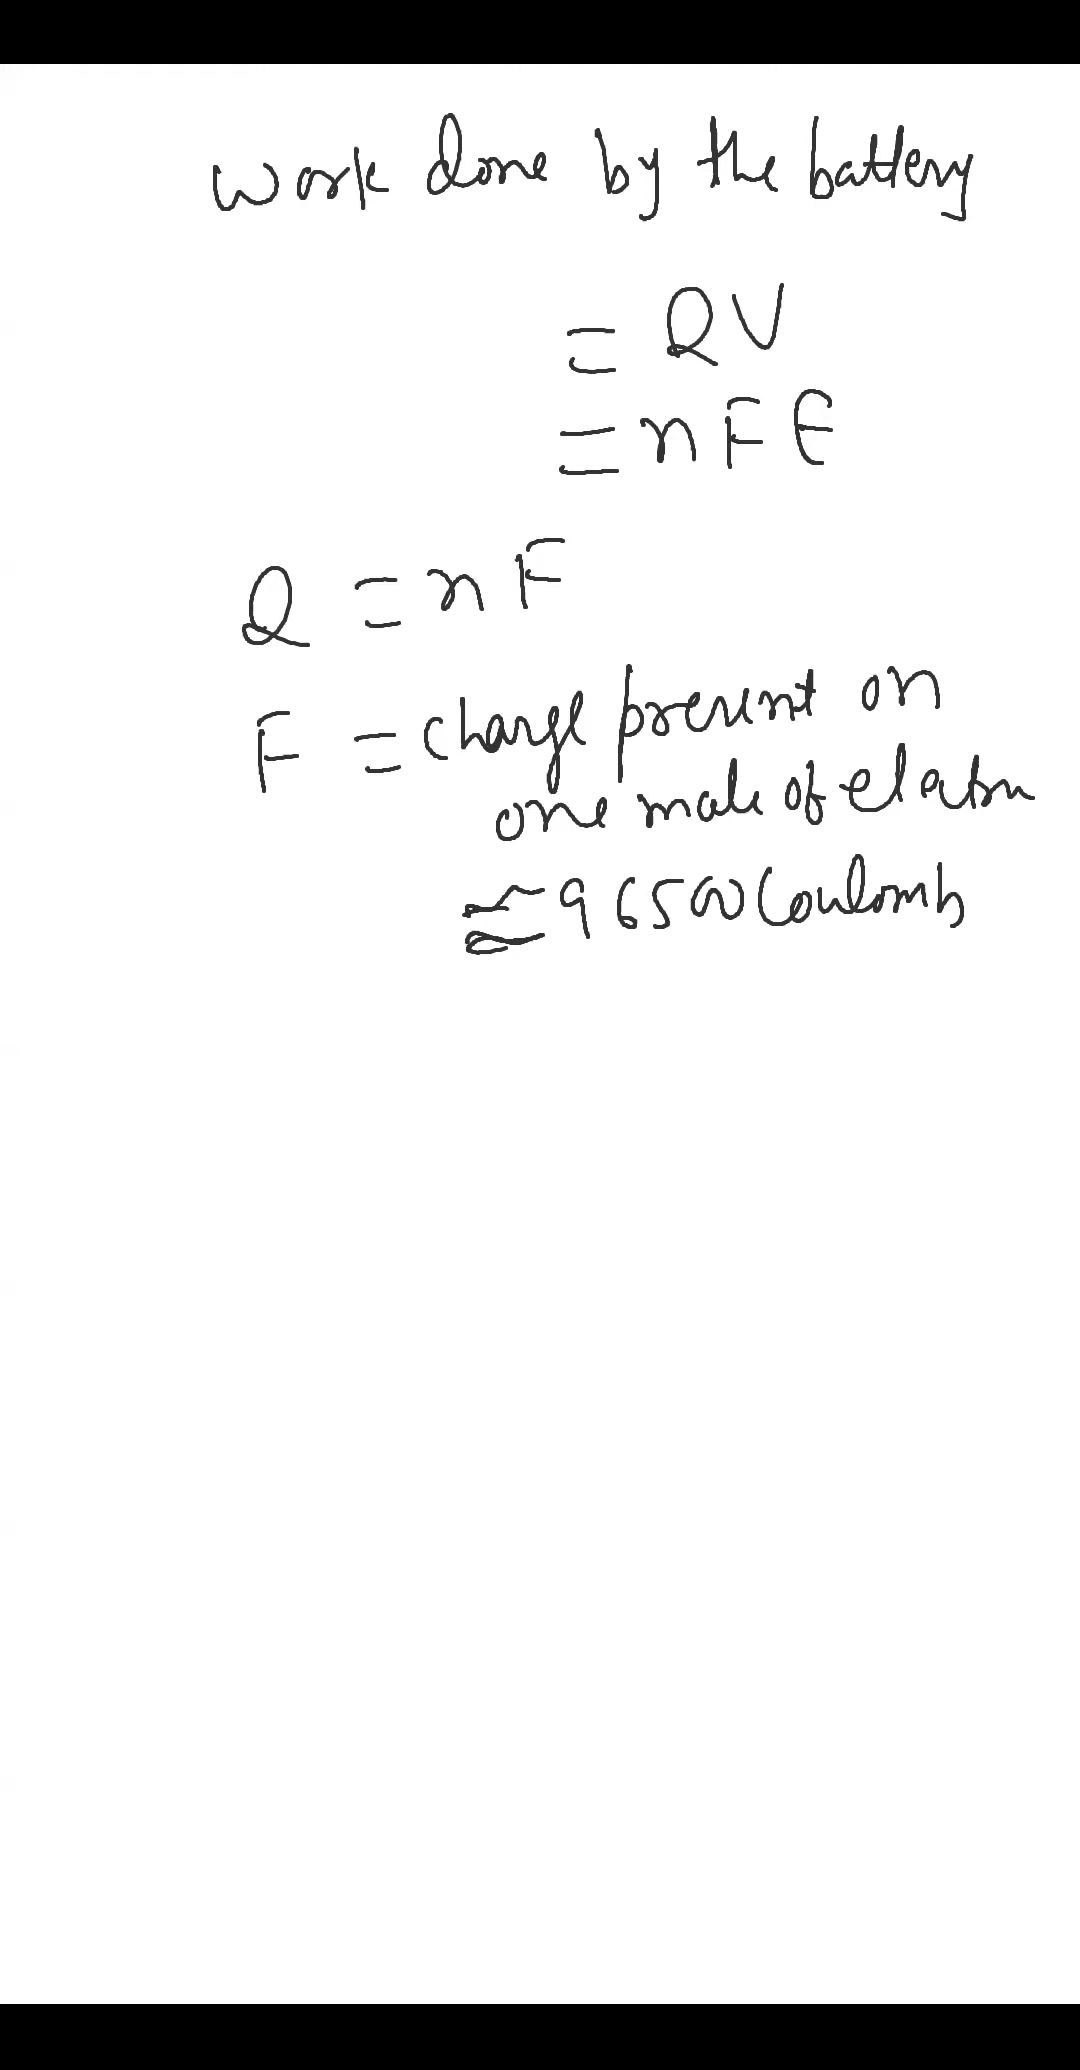 work done by the battery
= QV
= nFE
Q = nF
F = charge present on
one mole of electron
≈ 96500 Coulomb